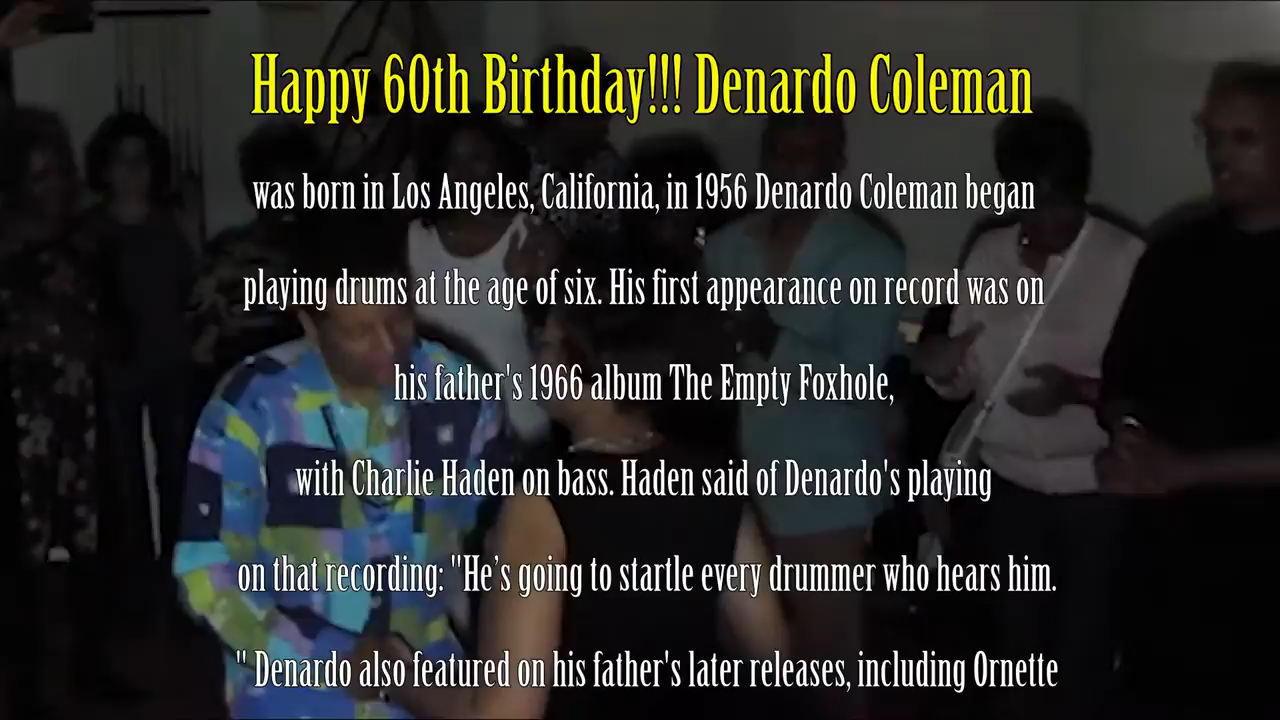 Happy 60th Birthday!!! Denardo Coleman
was born in Los Angeles, California, in 1956 Denardo Coleman began
playing drums at the age of six. His first appearance on record was on
his father's 1966 album The Empty Foxhole,
with Charlie Haden on bass. Haden said of Denardo's playing
on that recording: "He’s going to startle every drummer who hears him.
" Denardo also featured on his father's later releases, including Ornette